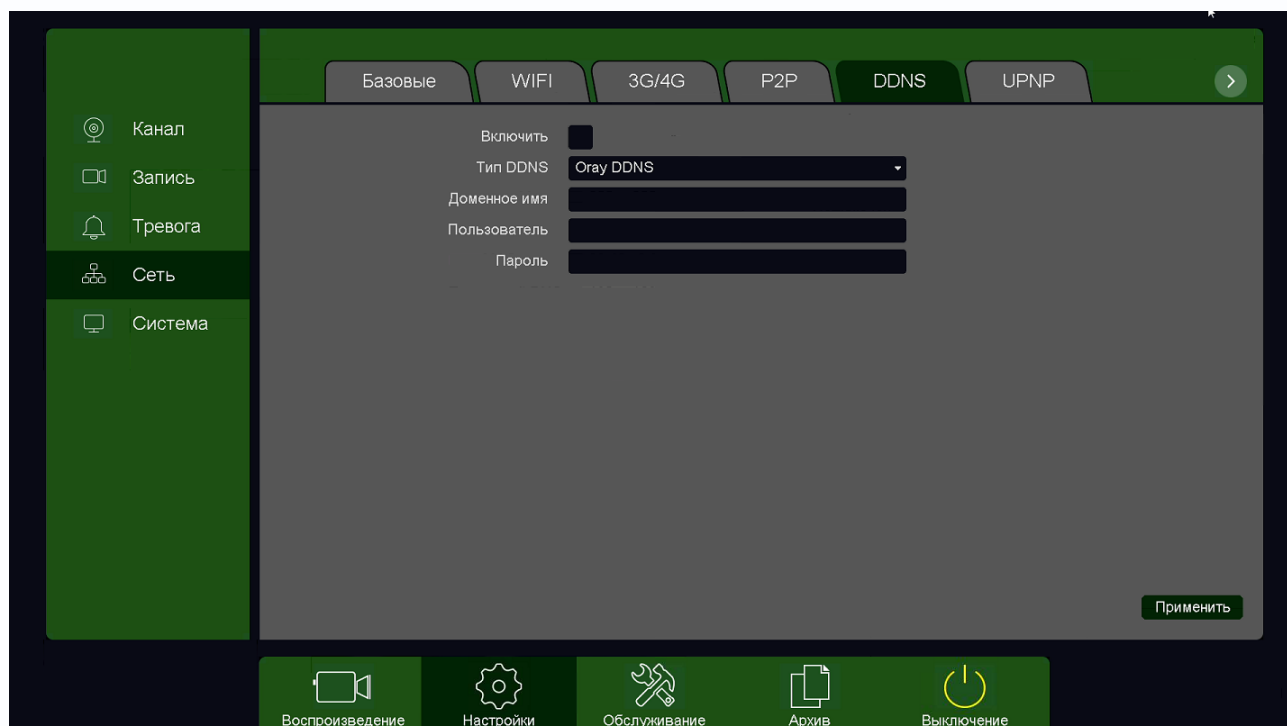 Базовые WIFI 3G/4G P2P DDNS UPNP
Канал
Запись
Тревога
Сеть
Система
Включить
Тип DDNS Oray DDNS
Доменное имя
Пользователь
Пароль
Применить
Воспроизведение Настройки Обслуживание Архив Выключение